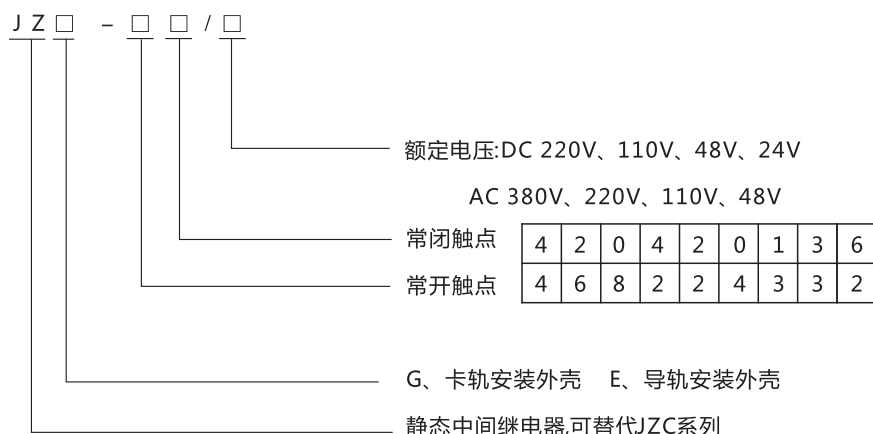 JZ□ - □□/□
额定电压:DC 220V、110V、48V、24V
AC 380V、220V、110V、48V
常闭触点 4 2 0 4 2 0 1 3 6
常开触点 4 6 8 2 2 4 3 3 2
G、卡轨安装外壳 E、导轨安装外壳
静态中间继电器,可替代JZC系列